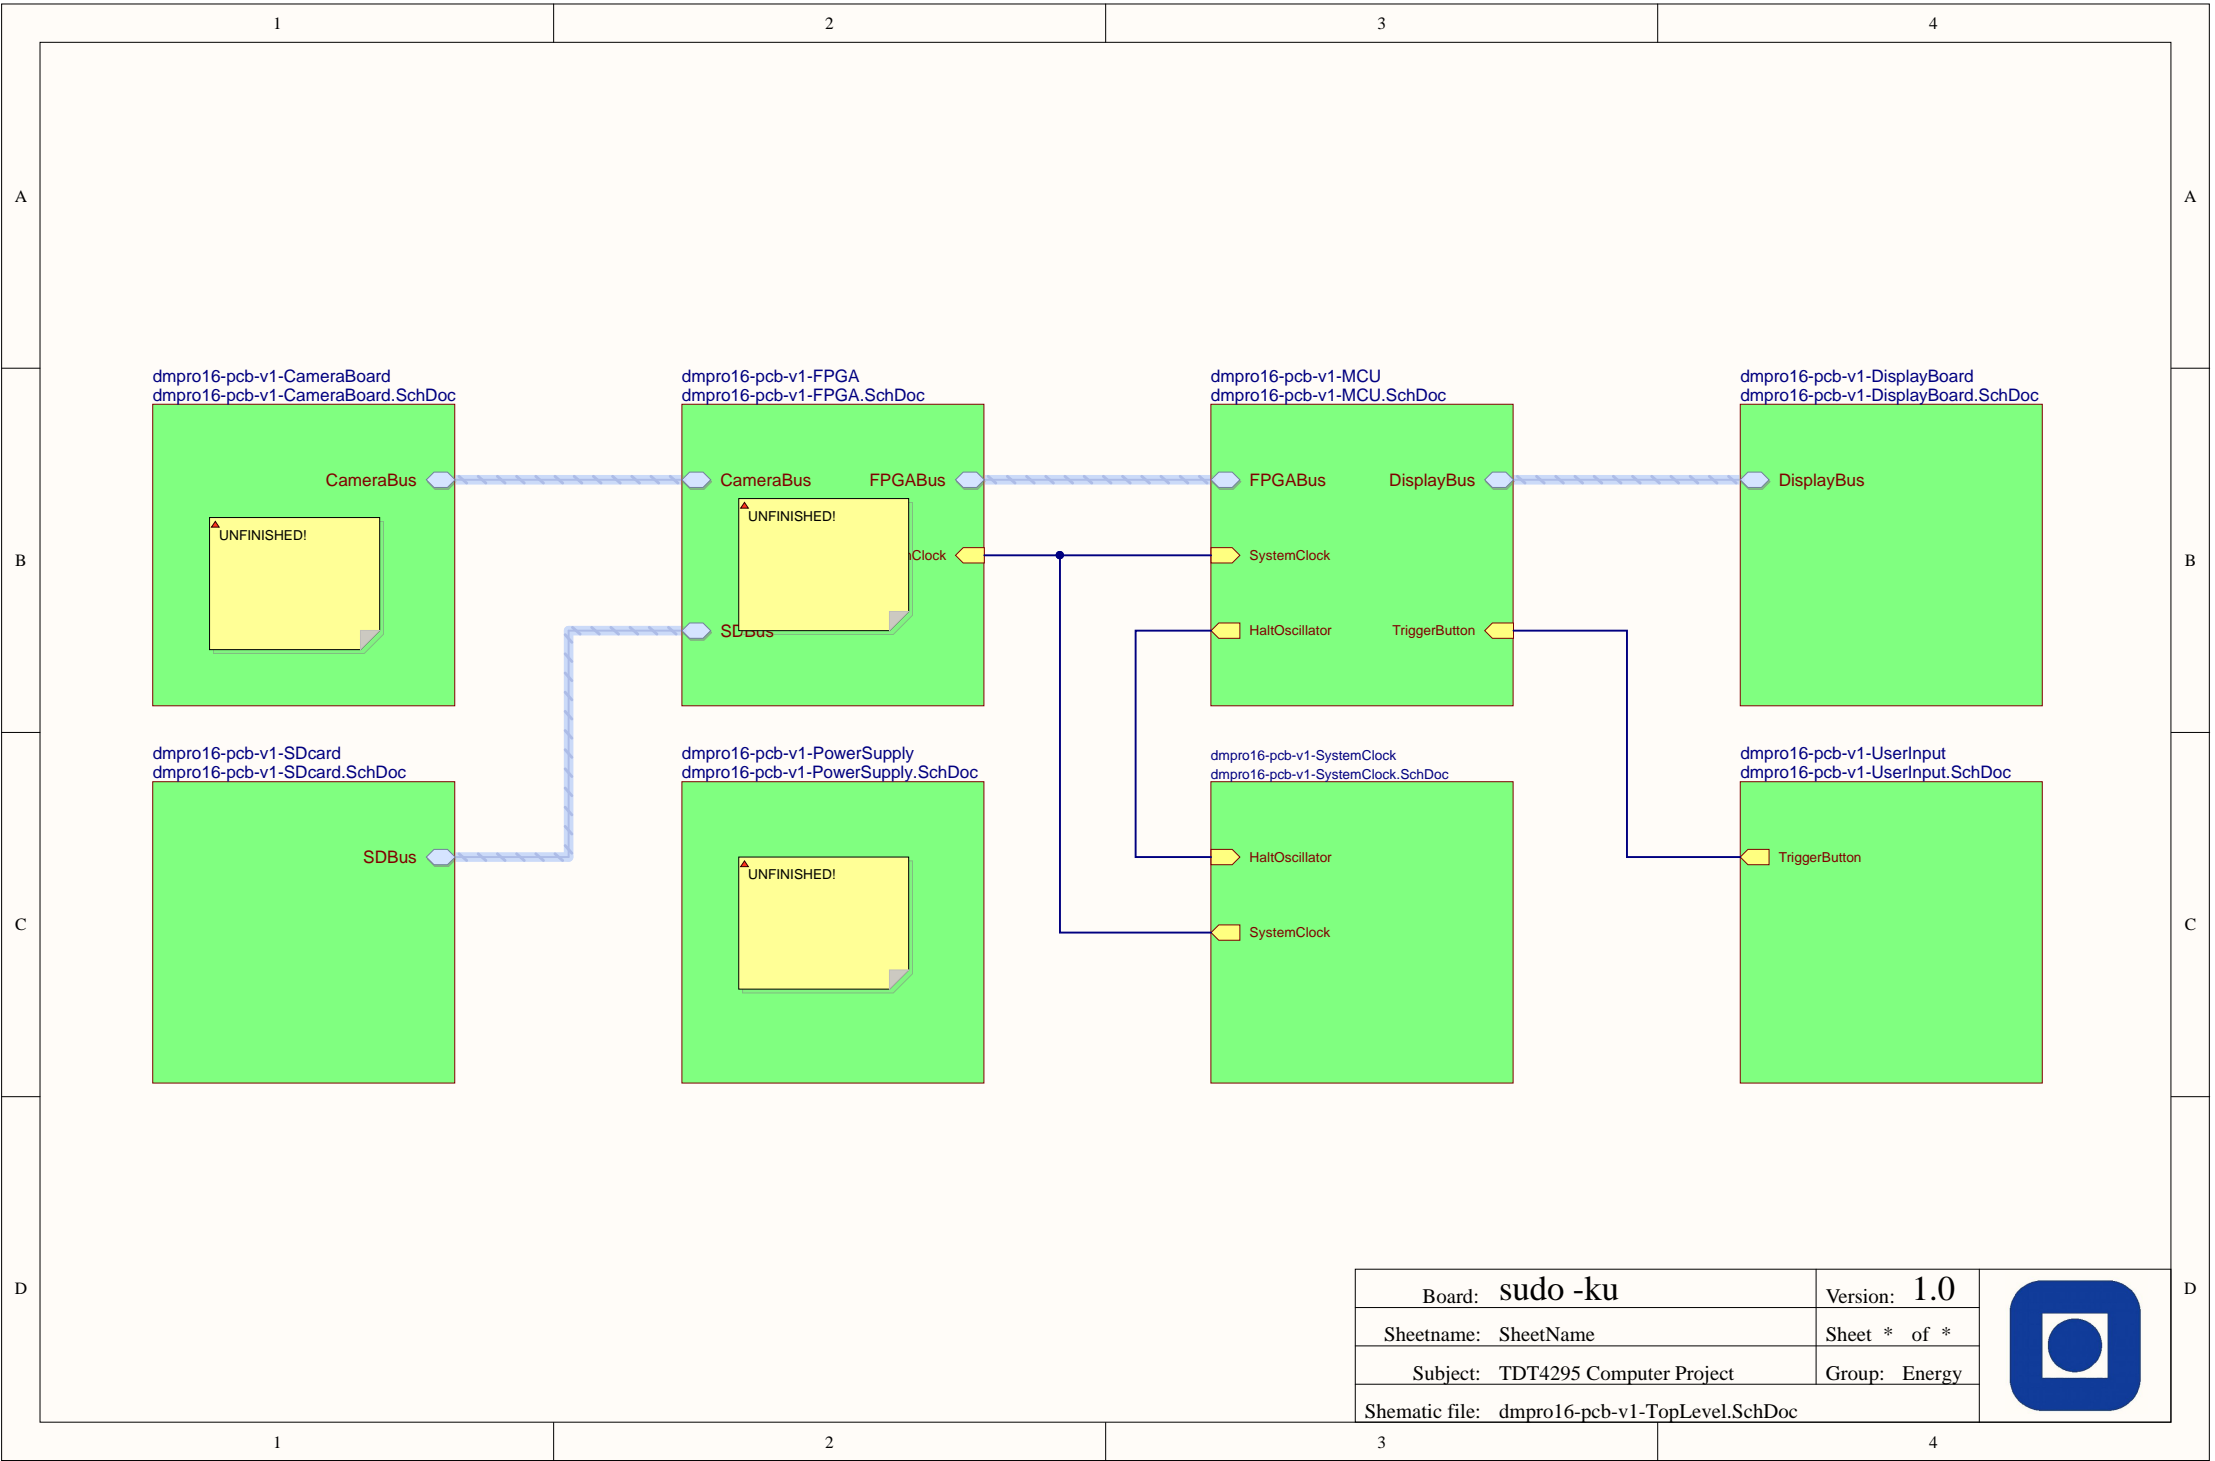 1 2 3 4
A A
dmpro16-pcb-v1-CameraBoard
dmpro16-pcb-v1-CameraBoard.SchDoc
CameraBus
UNFINISHED!
dmpro16-pcb-v1-FPGA
dmpro16-pcb-v1-FPGA.SchDoc
CameraBus FPGABus
UNFINISHED!
Clock
SDBus
dmpro16-pcb-v1-MCU
dmpro16-pcb-v1-MCU.SchDoc
FPGABus DisplayBus
SystemClock
HaltOscillator TriggerButton
dmpro16-pcb-v1-DisplayBoard
dmpro16-pcb-v1-DisplayBoard.SchDoc
DisplayBus
B B
dmpro16-pcb-v1-SDcard
dmpro16-pcb-v1-SDcard.SchDoc
SDBus
dmpro16-pcb-v1-PowerSupply
dmpro16-pcb-v1-PowerSupply.SchDoc
UNFINISHED!
dmpro16-pcb-v1-SystemClock
dmpro16-pcb-v1-SystemClock.SchDoc
HaltOscillator
SystemClock
dmpro16-pcb-v1-UserInput
dmpro16-pcb-v1-UserInput.SchDoc
TriggerButton
C C
D D
Board: sudo -ku Version: 1.0
Sheetname: SheetName Sheet * of *
Subject: TDT4295 Computer Project Group: Energy
Shematic file: dmpro16-pcb-v1-TopLevel.SchDoc
1 2 3 4